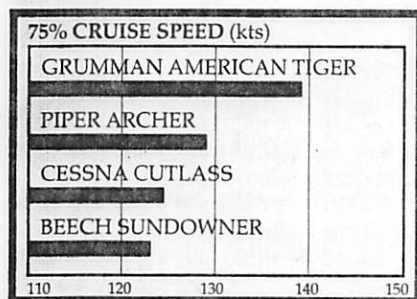 75% CRUISE SPEED (kts)
GRUMMAN AMERICAN TIGER
PIPER ARCHER
CESSNA CUTLASS
BEECH SUNDOWNER
110 120 130 140 150